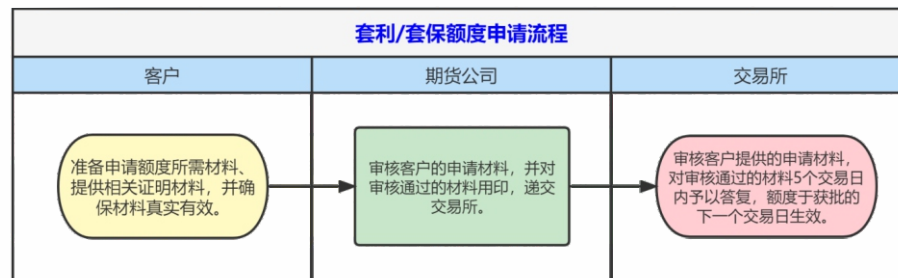 套利/套保额度申请流程
客户
期货公司
交易所
准备申请额度所需材料、
提供相关证明材料，并确
保材料真实有效。
审核客户的申请材料，并对
审核通过的材料用印，递交
交易所。
审核客户提供的申请材料，
对审核通过的材料5个交易日
内予以答复，额度于获批的
下一个交易日生效。